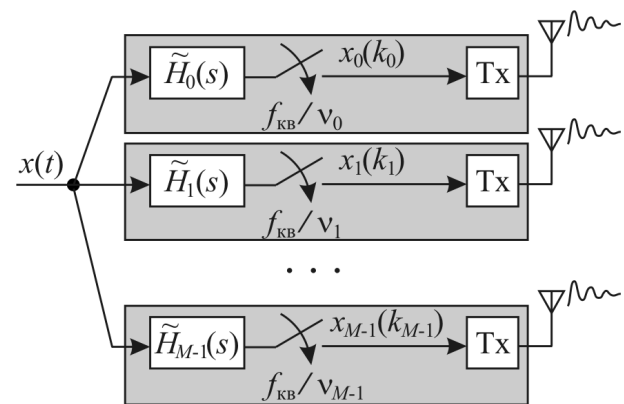 x(t)
H̃₀(s) x₀(k₀) Tx
f_кв/ν₀
H̃₁(s) x₁(k₁) Tx
f_кв/ν₁
. . .
H̃_{M-1}(s) x_{M-1}(k_{M-1}) Tx
f_кв/ν_{M-1}